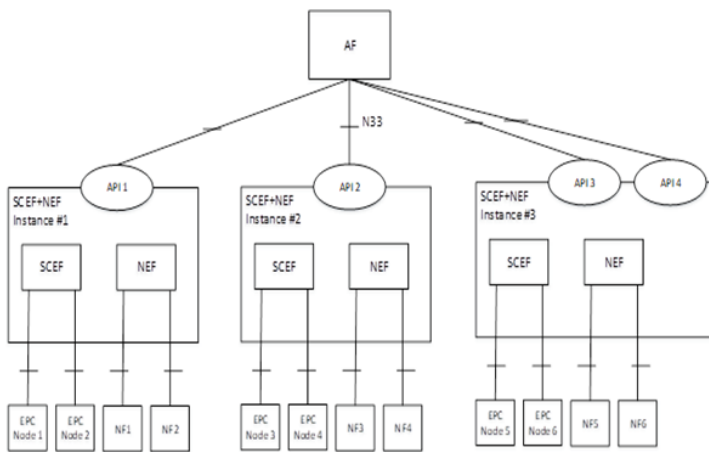 AF
N33
API 1
API 2
API 3
API 4
SCEF+NEF
Instance #1
SCEF+NEF
Instance #2
SCEF+NEF
Instance #3
SCEF
NEF
SCEF
NEF
SCEF
NEF
EPC
Node 1
EPC
Node 2
NF1
NF2
EPC
Node 3
EPC
Node 4
NF3
NF4
EPC
Node 5
EPC
Node 6
NF5
NF6